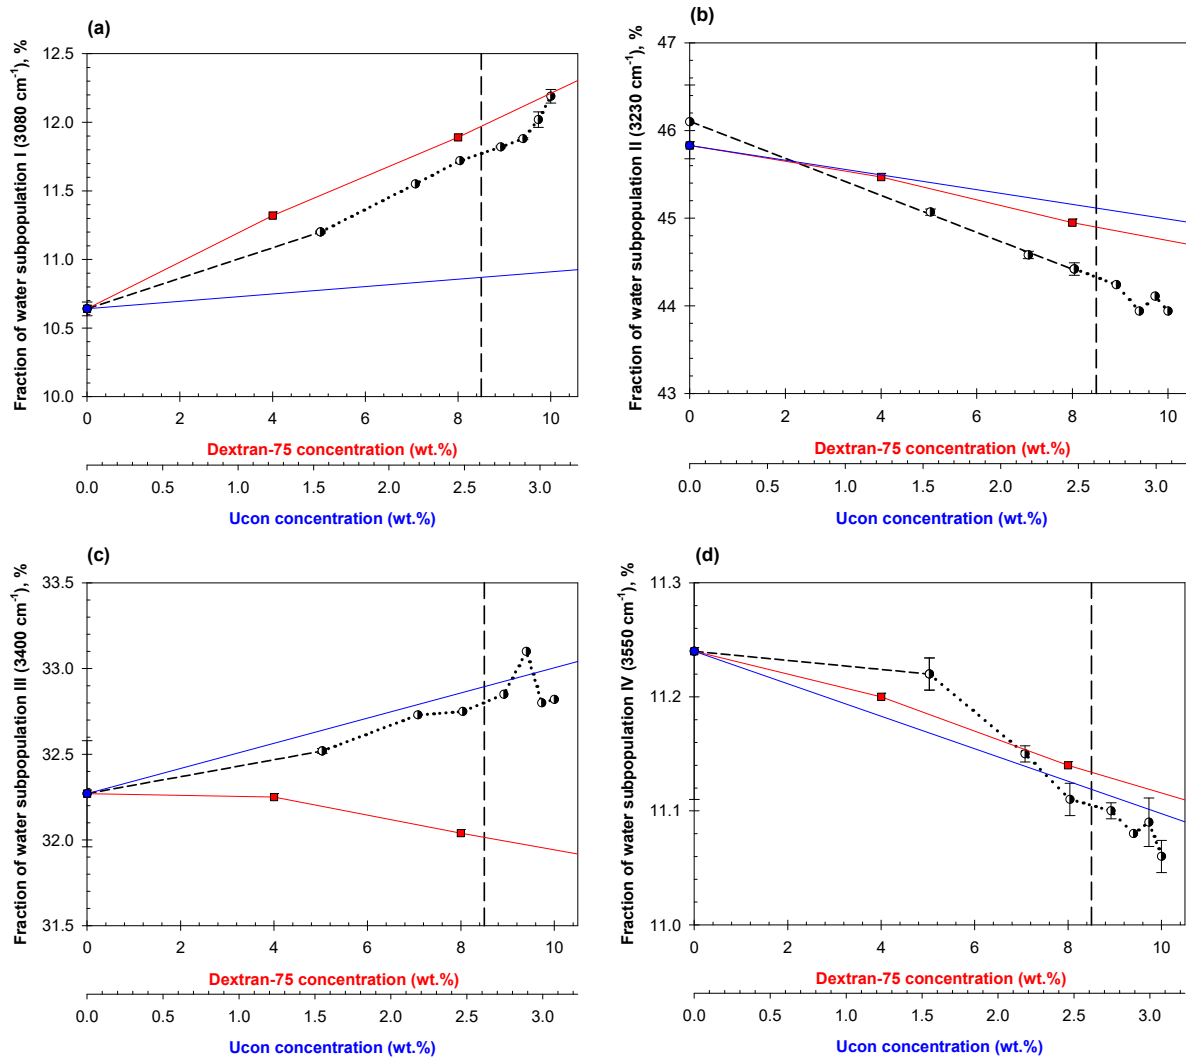 (a)
Fraction of water subpopulation I (3080 cm⁻¹), %
12.5
12.0
11.5
11.0
10.5
10.0
0 2 4 6 8 10
Dextran-75 concentration (wt.%)
0.0 0.5 1.0 1.5 2.0 2.5 3.0
Ucon concentration (wt.%)
(b)
Fraction of water subpopulation II (3230 cm⁻¹), %
47
46
45
44
43
0 2 4 6 8 10
Dextran-75 concentration (wt.%)
0.0 0.5 1.0 1.5 2.0 2.5 3.0
Ucon concentration (wt.%)
(c)
Fraction of water subpopulation III (3400 cm⁻¹), %
33.5
33.0
32.5
32.0
31.5
0 2 4 6 8 10
Dextran-75 concentration (wt.%)
0.0 0.5 1.0 1.5 2.0 2.5 3.0
Ucon concentration (wt.%)
(d)
Fraction of water subpopulation IV (3550 cm⁻¹), %
11.3
11.2
11.1
11.0
0 2 4 6 8 10
Dextran-75 concentration (wt.%)
0.0 0.5 1.0 1.5 2.0 2.5 3.0
Ucon concentration (wt.%)